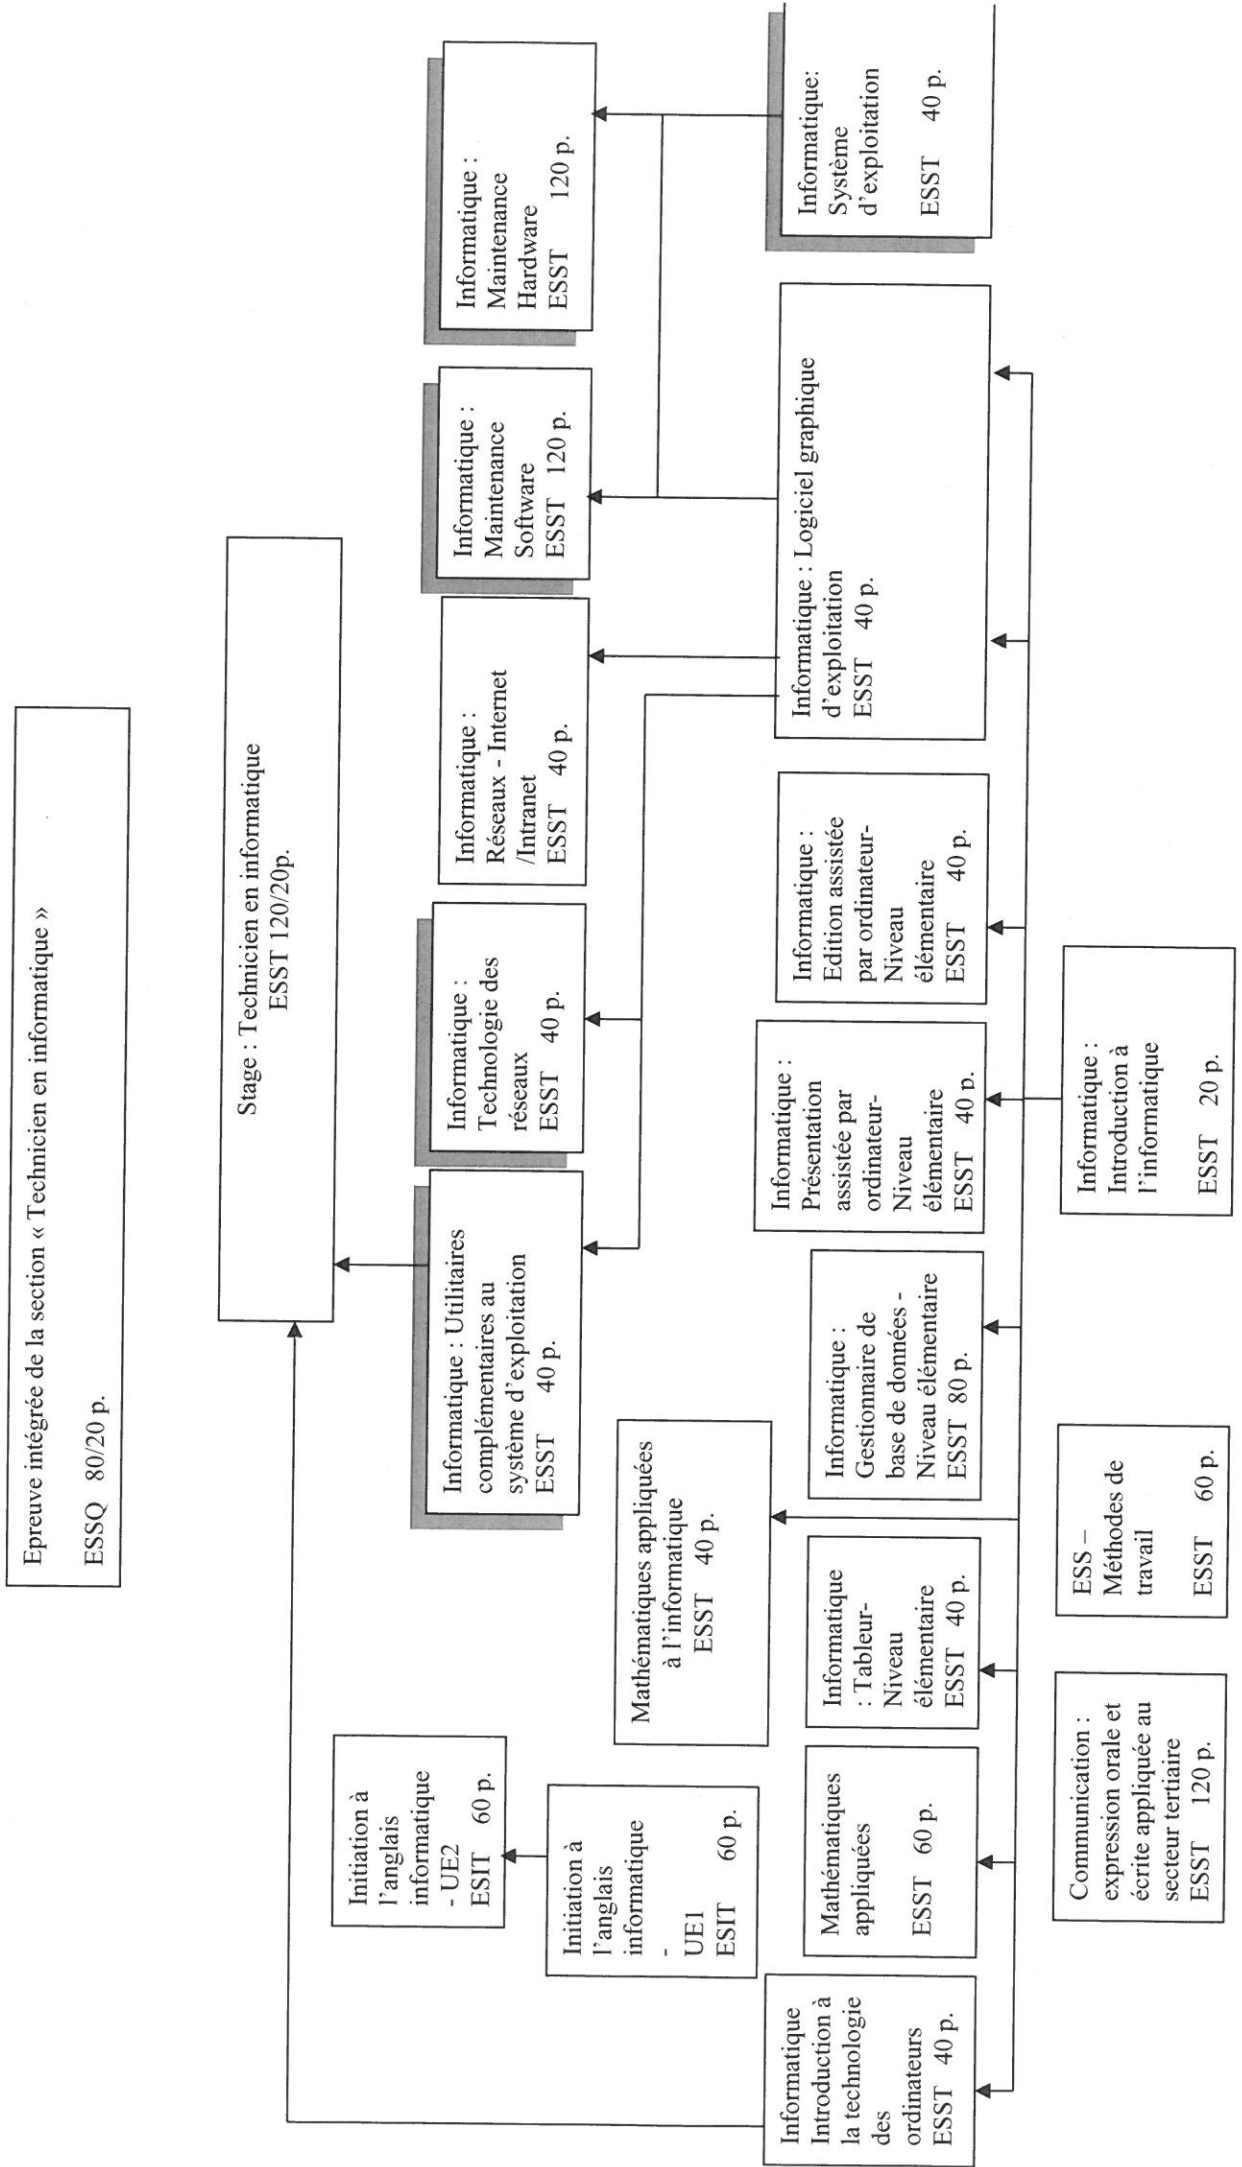 Epreuve intégrée de la section « Technicien en informatique »
ESSQ 80/20 p.
Stage : Technicien en informatique
ESST 120/20p.
Initiation à
l'anglais
informatique
- UE2
ESIT 60 p.
Informatique : Utilitaires
complémentaires au
système d'exploitation
ESST 40 p.
Informatique :
Technologie des
réseaux
ESST 40 p.
Informatique :
Réseaux - Internet
/Intranet
ESST 40 p.
Informatique :
Maintenance
Software
ESST 120 p.
Informatique :
Maintenance
Hardware
ESST 120 p.
Initiation à
l'anglais
informatique
-
UE1
ESIT 60 p.
Mathématiques appliquées
à l'informatique
ESST 40 p.
Informatique
Introduction à
la technologie
des
ordinateurs
ESST 40 p.
Mathématiques
appliquées
ESST 60 p.
Informatique
: Tableur-
Niveau
élémentaire
ESST 40 p.
Informatique :
Gestionnaire de
base de données -
Niveau élémentaire
ESST 80 p.
Informatique :
Présentation
assistée par
ordinateur-
Niveau
élémentaire
ESST 40 p.
Informatique :
Edition assistée
par ordinateur-
Niveau
élémentaire
ESST 40 p.
Informatique : Logiciel graphique
d'exploitation
ESST 40 p.
Informatique:
Système
d'exploitation
ESST 40 p.
Communication :
expression orale et
écrite appliquée au
secteur tertiaire
ESST 120 p.
ESS –
Méthodes de
travail
ESST 60 p.
Informatique :
Introduction à
l'informatique
ESST 20 p.